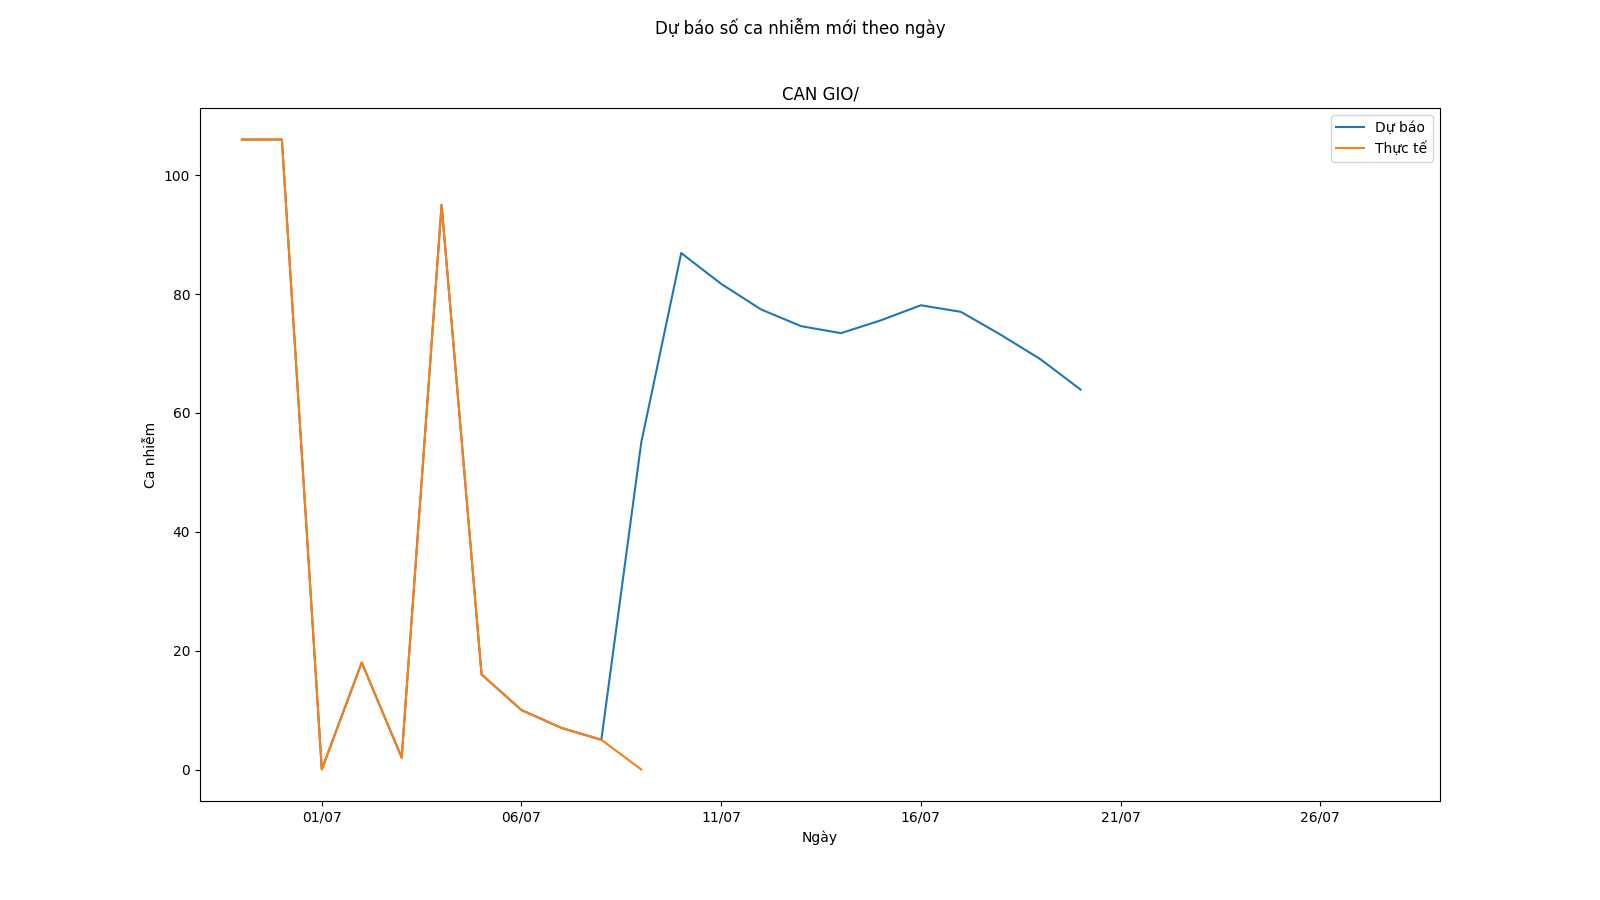 Dự báo số ca nhiễm mới theo ngày
CAN GIO/
Dự báo
Thực tế
100
80
60
40
20
0
Ca nhiễm
01/07
06/07
11/07
16/07
21/07
26/07
Ngày